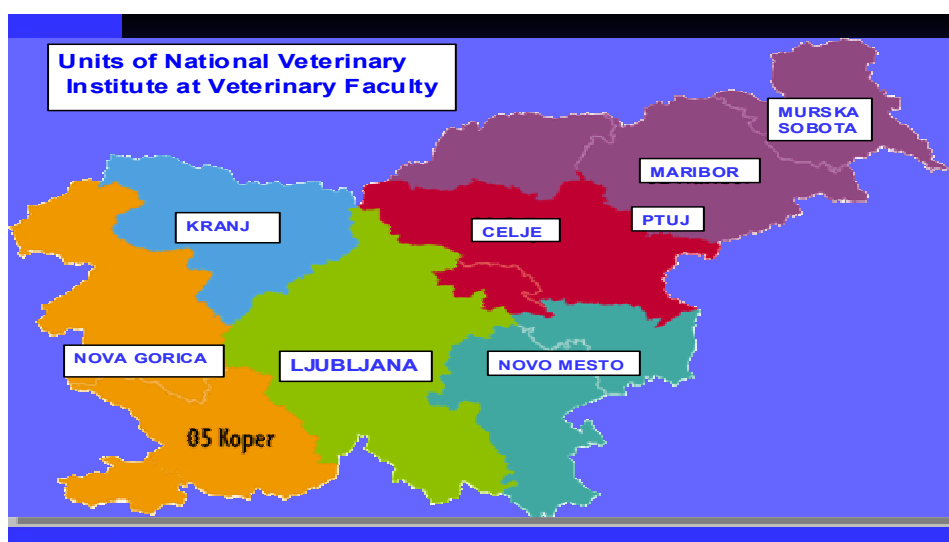 Units of National Veterinary
Institute at Veterinary Faculty
MURSKA
SOBOTA
MARIBOR
PTUJ
KRANJ
CELJE
NOVA GORICA
LJUBLJANA
NOVO MESTO
05 Koper